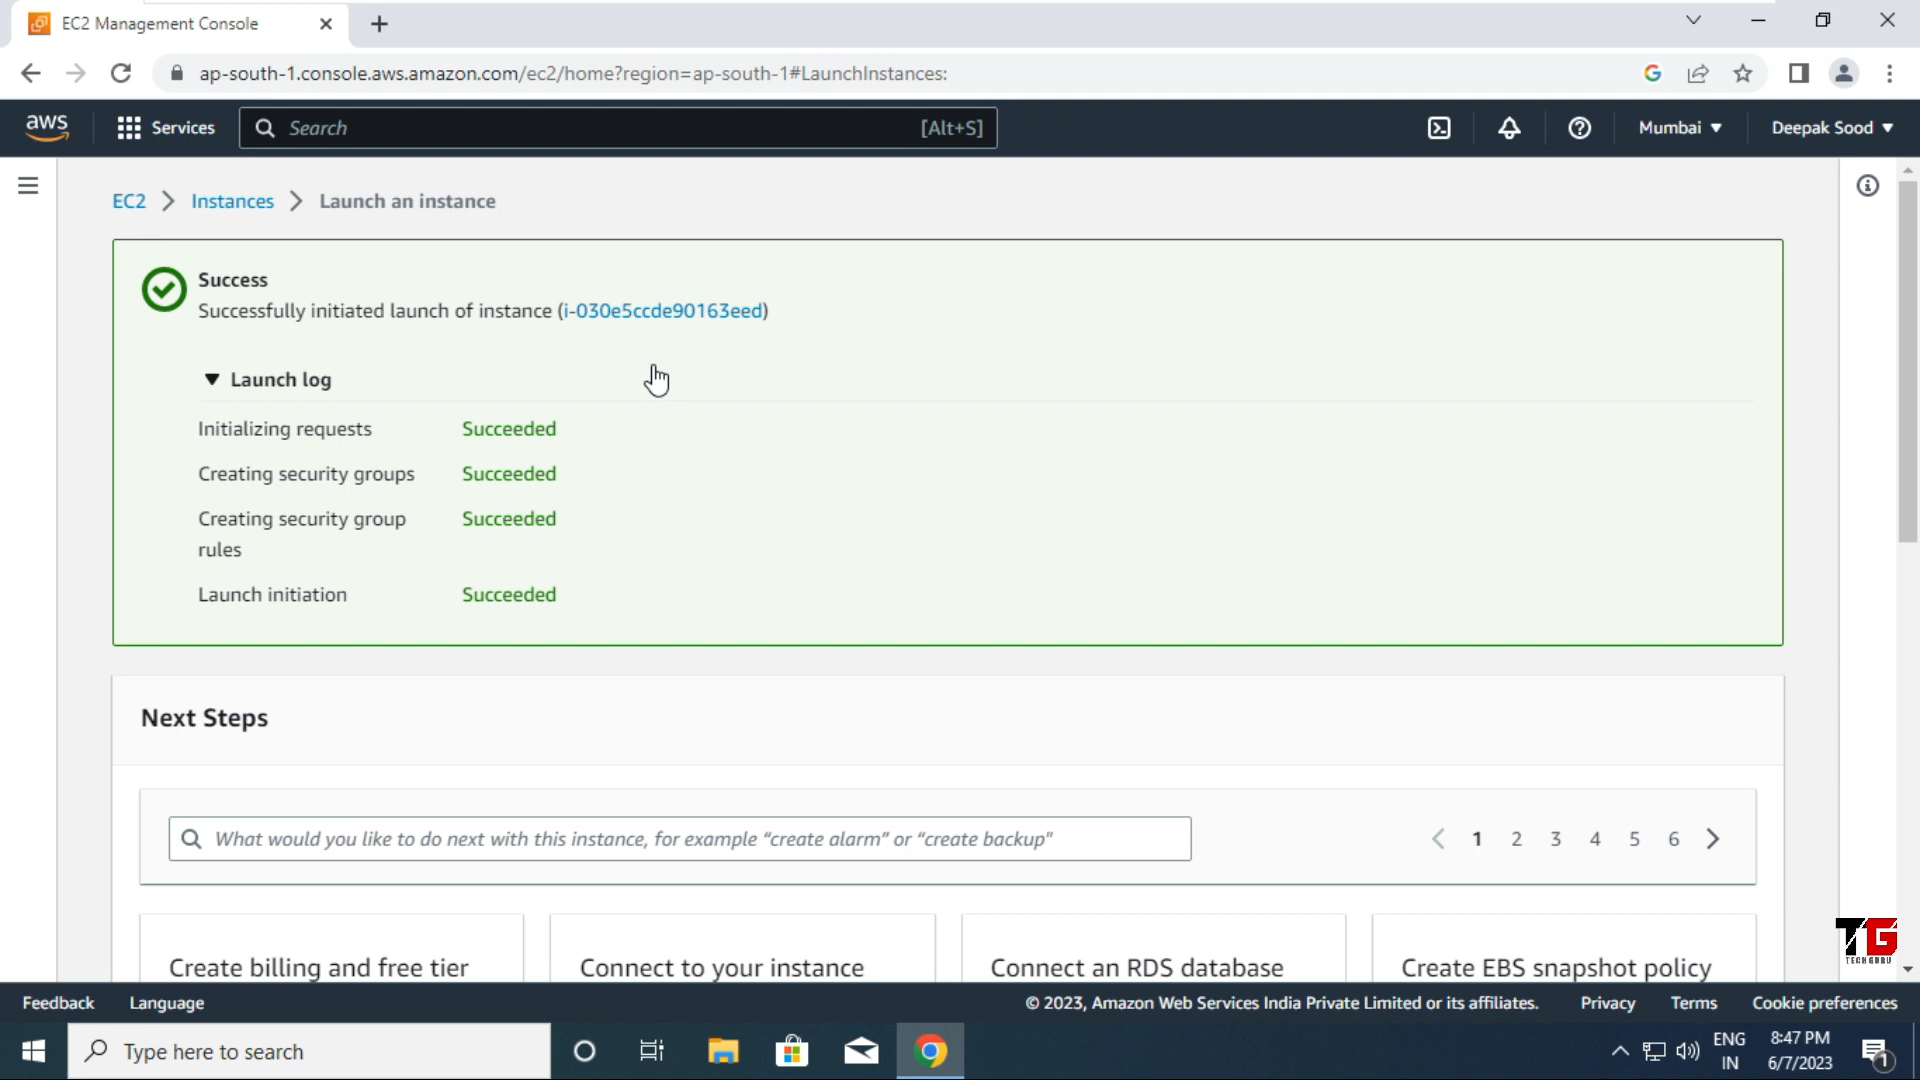 EC2 Management Console
ap-south-1.console.aws.amazon.com/ec2/home?region=ap-south-1#LaunchInstances:
aws
Services
Search
[Alt+S]
Mumbai
Deepak Sood
EC2
Instances
Launch an instance
Success
Successfully initiated launch of instance (i-030e5ccde90163eed)
Launch log
Initializing requests
Succeeded
Creating security groups
Succeeded
Creating security group
rules
Succeeded
Launch initiation
Succeeded
Next Steps
What would you like to do next with this instance, for example “create alarm” or “create backup”
1 2 3 4 5 6
Create billing and free tier
Connect to your instance
Connect an RDS database
Create EBS snapshot policy
TG
TECH GURU
Feedback
Language
© 2023, Amazon Web Services India Private Limited or its affiliates.
Privacy
Terms
Cookie preferences
Type here to search
ENG
IN
8:47 PM
6/7/2023
1